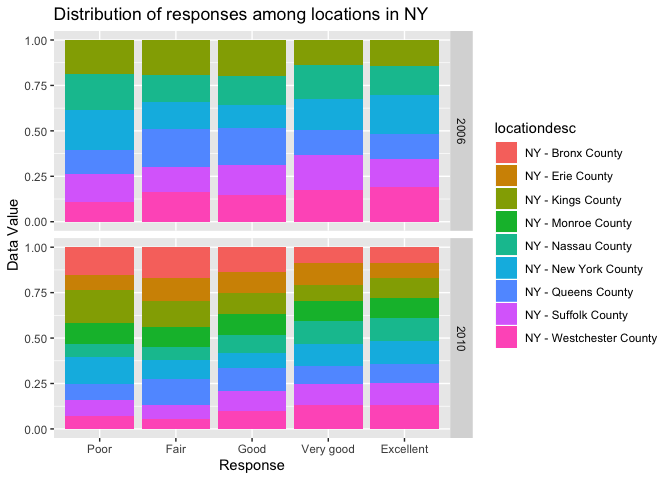 Distribution of responses among locations in NY
1.00
0.75
0.50
0.25
0.00
2006
1.00
0.75
0.50
0.25
0.00
2010
Data Value
Poor Fair Good Very good Excellent
Response
locationdesc
NY - Bronx County
NY - Erie County
NY - Kings County
NY - Monroe County
NY - Nassau County
NY - New York County
NY - Queens County
NY - Suffolk County
NY - Westchester County